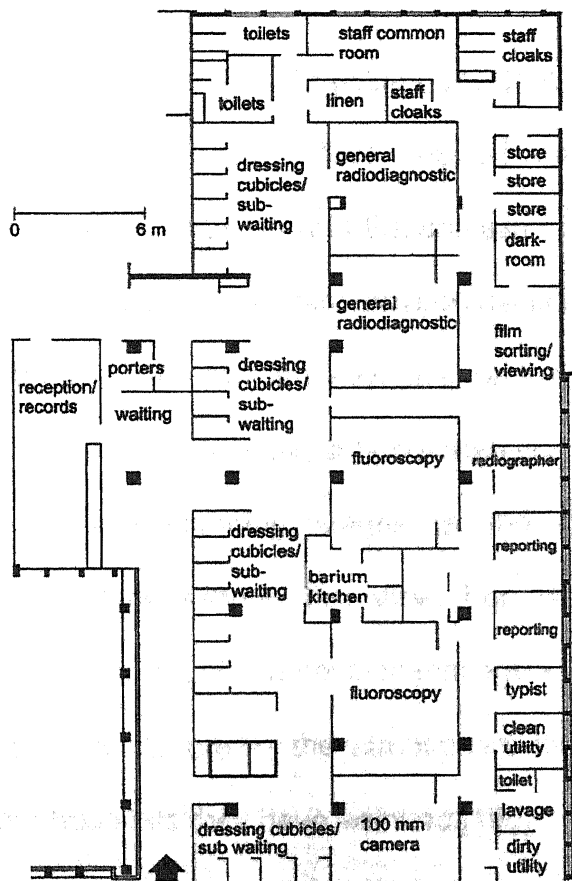 toilets
staff common
room
staff
cloaks
toilets
linen
staff
cloaks
dressing
cubicles/
sub-
waiting
general
radiodiagnostic
store
store
store
dark-
room
0 6 m
general
radiodiagnostic
film
sorting/
viewing
reception/
records
porters
waiting
dressing
cubicles/
sub-
waiting
fluoroscopy
radiographer
dressing
cubicles/
sub-
waiting
barium
kitchen
reporting
reporting
fluoroscopy
typist
clean
utility
toilet
lavage
dressing cubicles/
sub waiting
100 mm
camera
dirty
utility